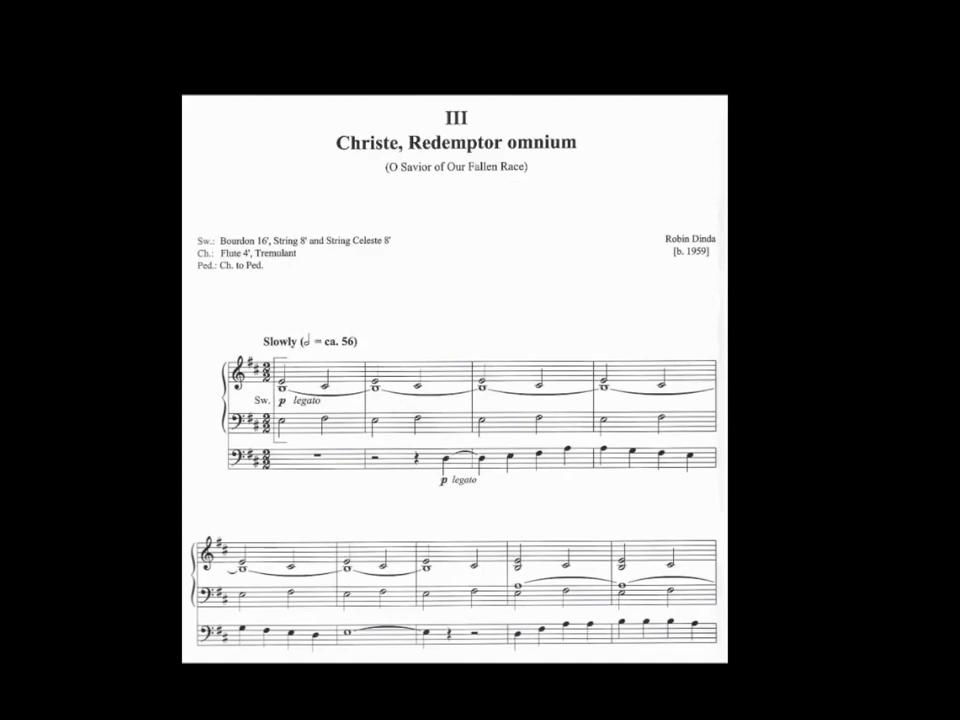 III
Christe, Redemptor omnium
(O Savior of Our Fallen Race)
Sw.: Bourdon 16', String 8' and String Celeste 8'
Ch.: Flute 4', Tremulant
Ped.: Ch. to Ped.
Robin Dinda
[b. 1959]
Slowly (𝅗𝅥 = ca. 56)
Sw.
p legato
p legato